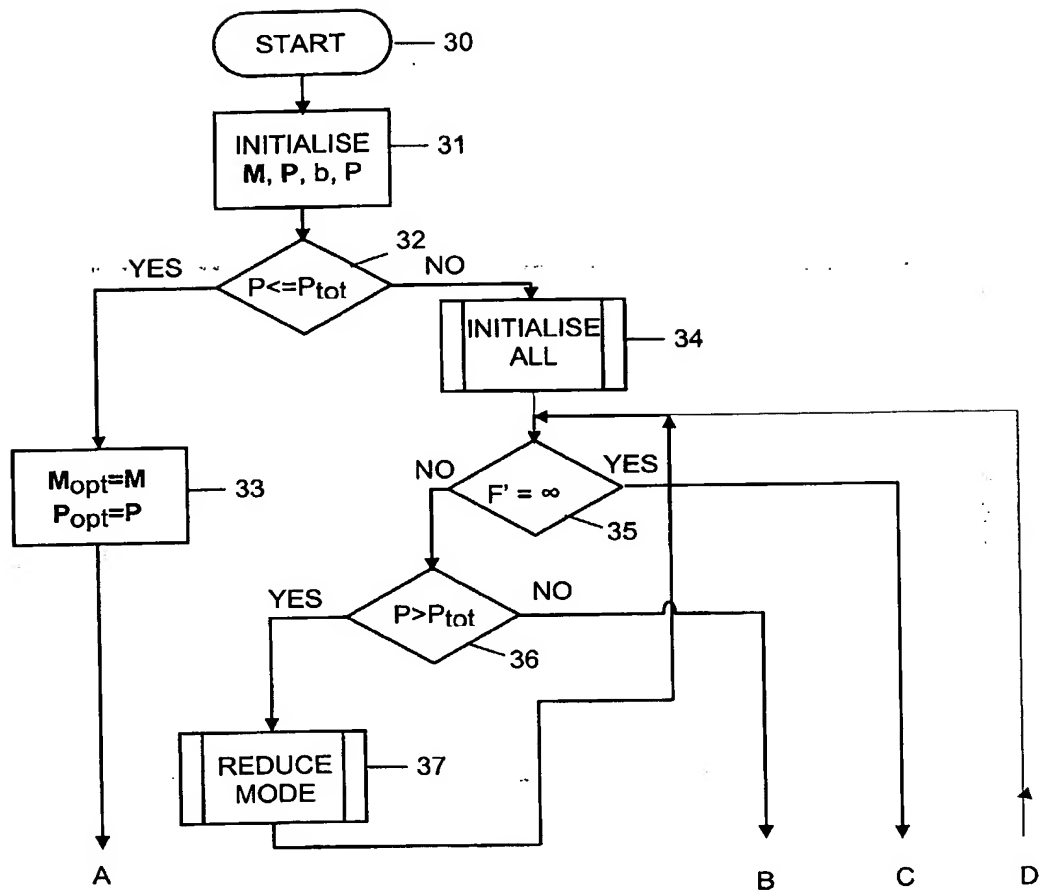 START
30
INITIALISE
M, P, b, P
31
32
YES
NO
P<=Ptot
INITIALISE
ALL
34
Mopt=M
Popt=P
33
NO
YES
F' = ∞
35
YES
NO
P>Ptot
36
REDUCE
MODE
37
A
B
C
D